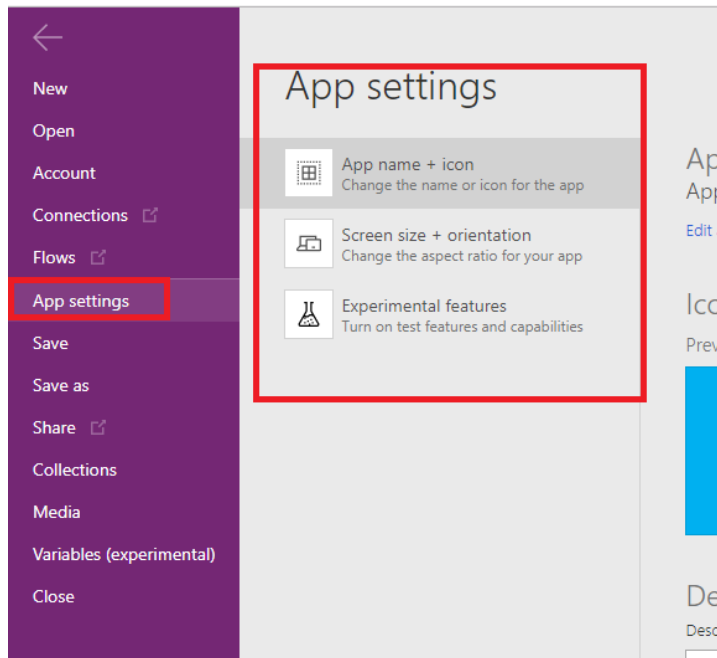 New
Open
Account
Connections
Flows
App settings
Save
Save as
Share
Collections
Media
Variables (experimental)
Close
App settings
App name + icon
Change the name or icon for the app
Screen size + orientation
Change the aspect ratio for your app
Experimental features
Turn on test features and capabilities
Edit